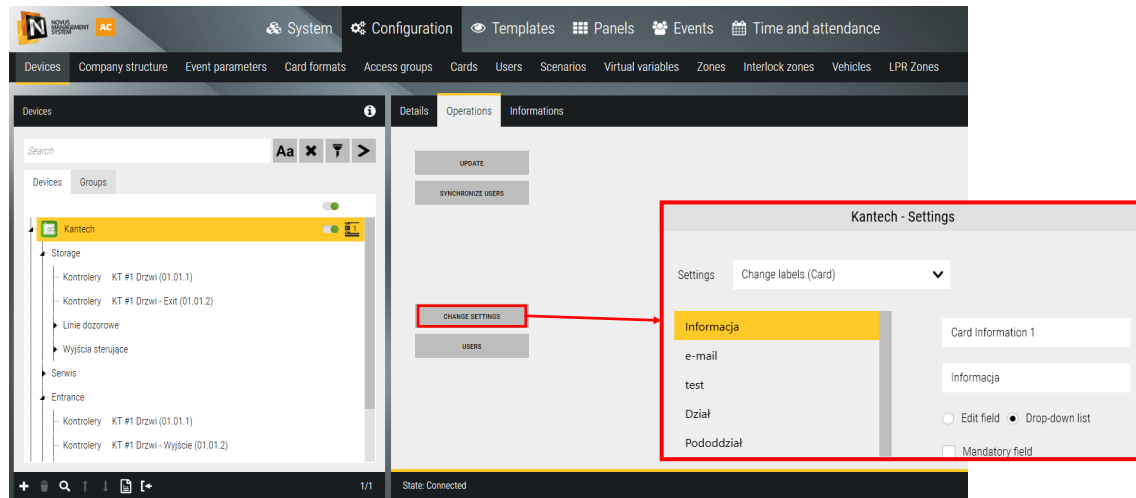 NOVUS
MANAGEMENT
SYSTEM
AC
System
Configuration
Templates
Panels
Events
Time and attendance
Devices
Company structure
Event parameters
Card formats
Access groups
Cards
Users
Scenarios
Virtual variables
Zones
Interlock zones
Vehicles
LPR Zones
Devices
Search
Aa
Devices
Groups
Kantech
1
Storage
Kontrolery KT #1 Drzwi (01.01.1)
Kontrolery KT #1 Drzwi - Exit (01.01.2)
Linie dozorowe
Wyjścia sterujące
Serwis
Entrance
Kontrolery KT #1 Drzwi (01.01.1)
Kontrolery KT #1 Drzwi - Wyjście (01.01.2)
1/1
Details
Operations
Informations
UPDATE
SYNCHRONIZE USERS
CHANGE SETTINGS
USERS
State: Connected
Kantech - Settings
Settings
Change labels (Card)
Informacja
e-mail
test
Dział
Pododdział
Card Information 1
Informacja
Edit field
Drop-down list
Mandatory field